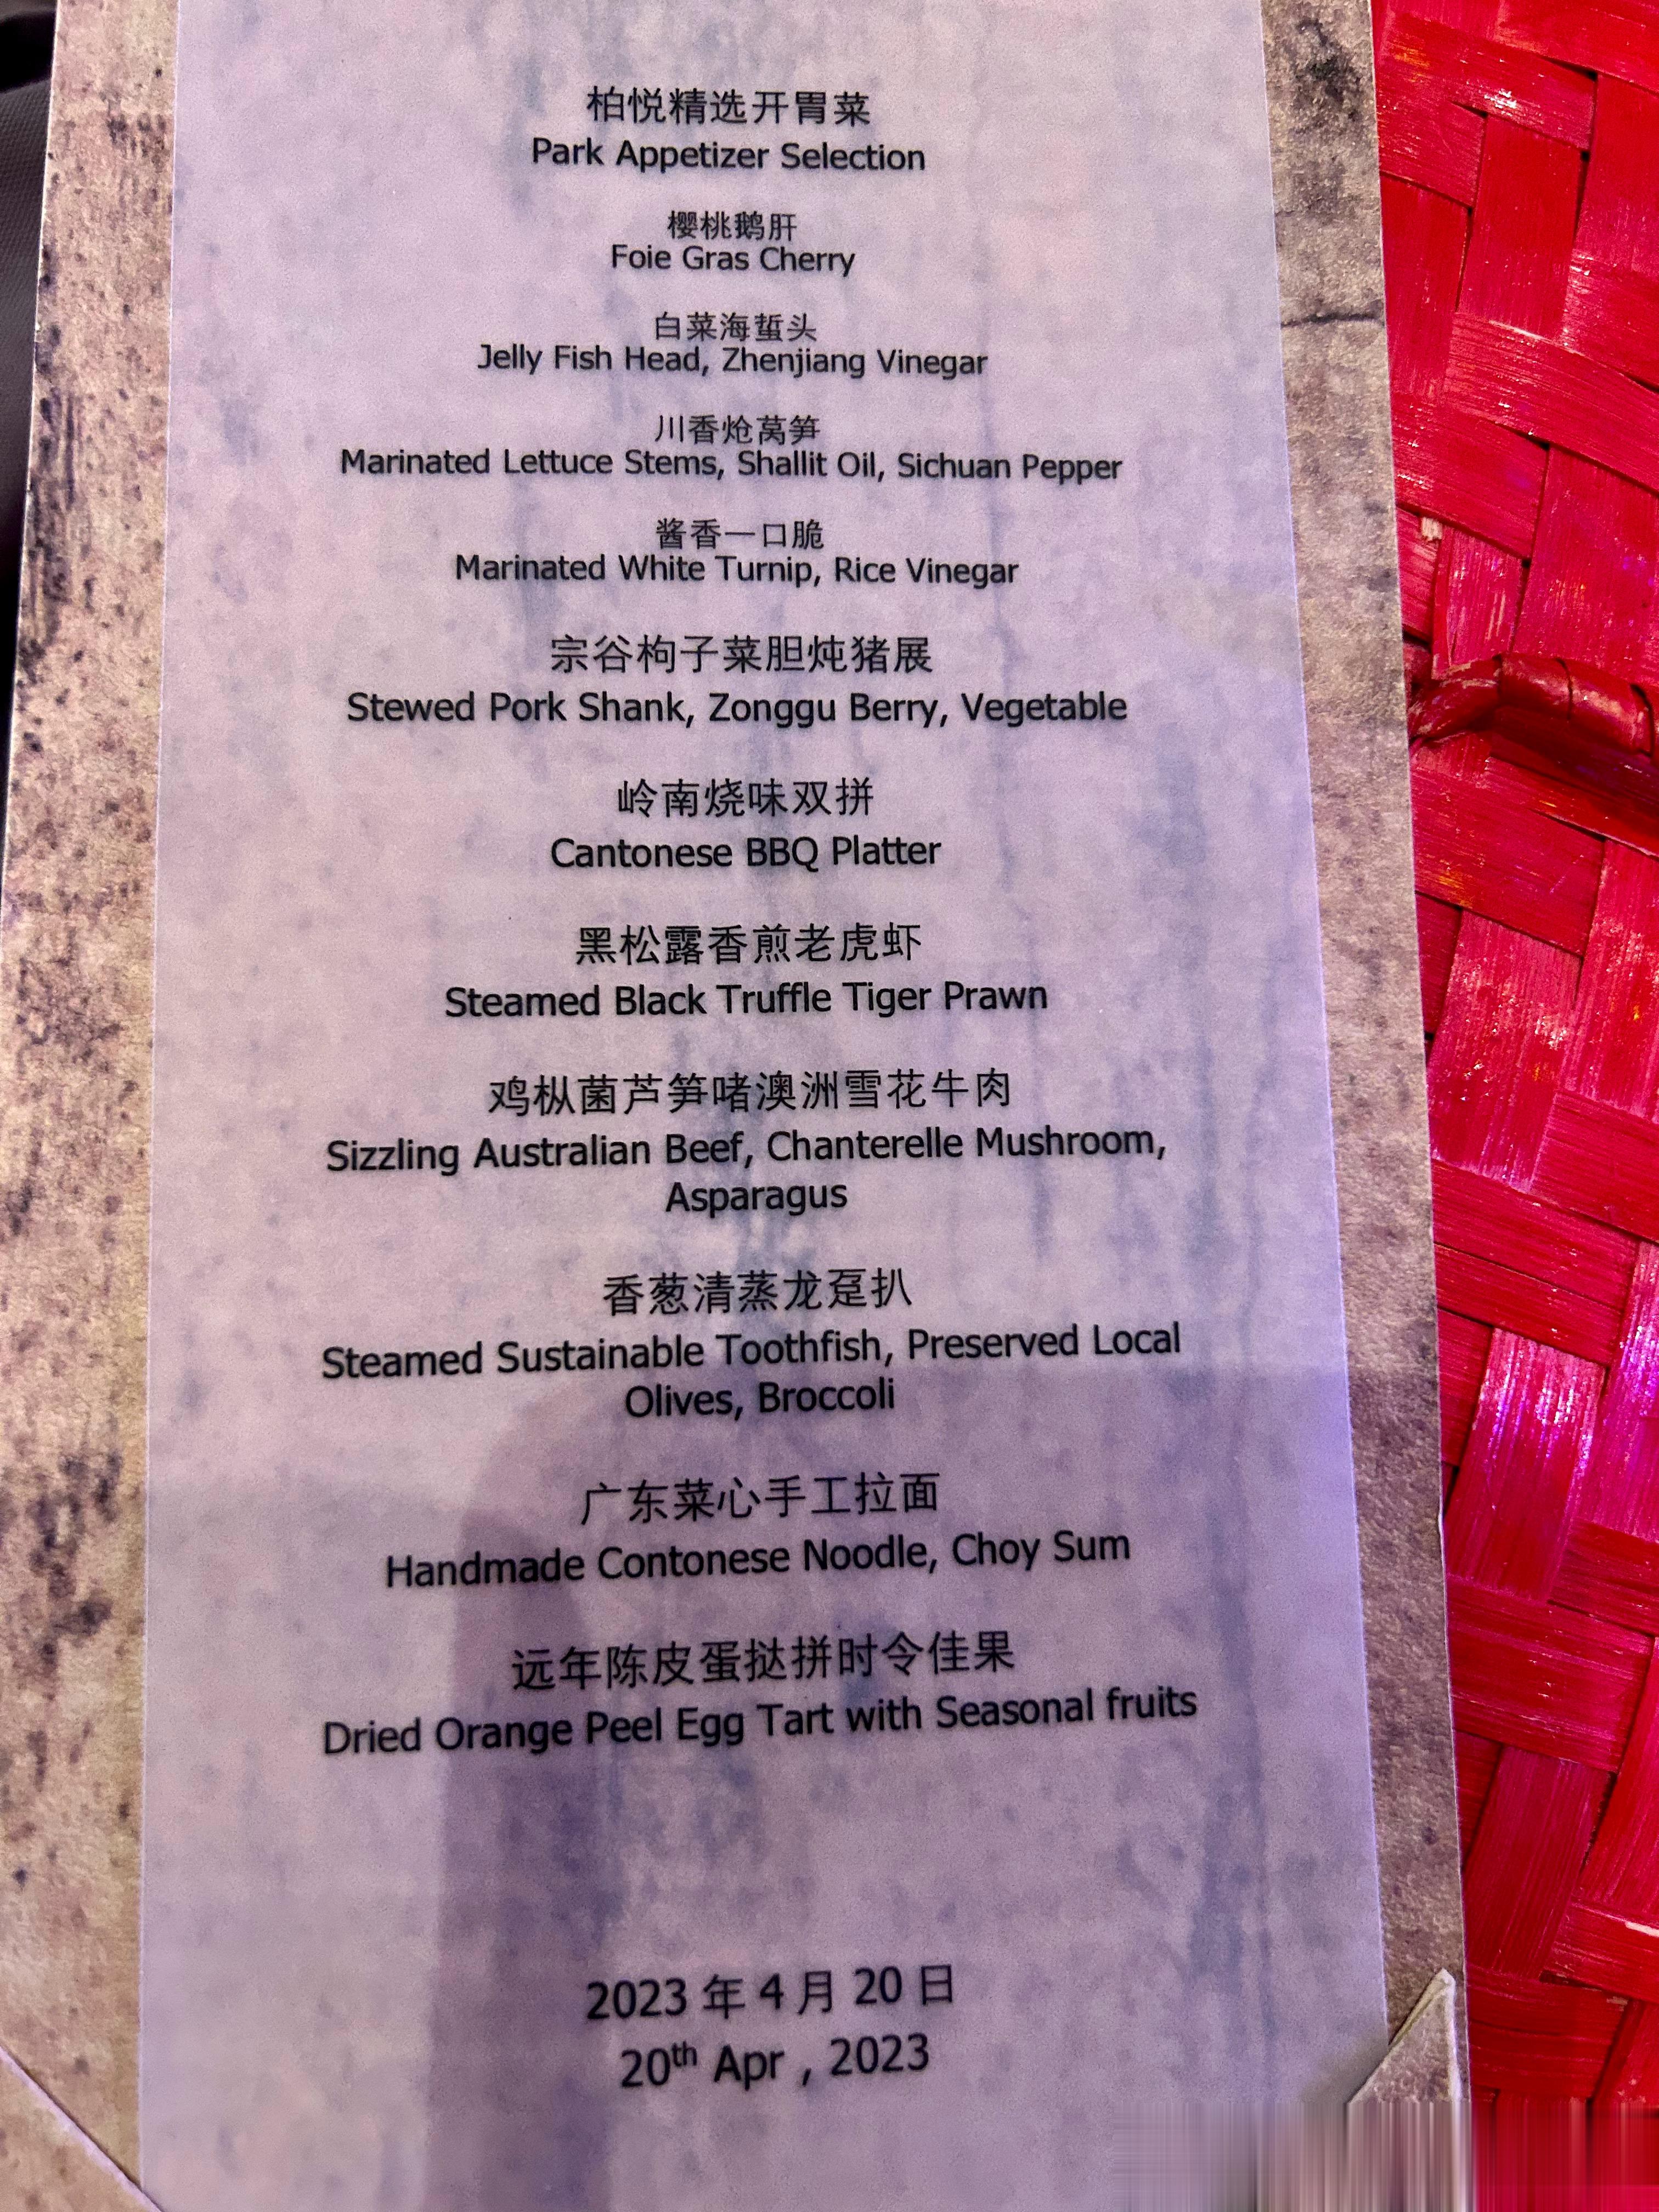 柏悦精选开胃菜
Park Appetizer Selection
樱桃鹅肝
Foie Gras Cherry
白菜海蜇头
Jelly Fish Head, Zhenjiang Vinegar
川香炝莴笋
Marinated Lettuce Stems, Shallit Oil, Sichuan Pepper
酱香一口脆
Marinated White Turnip, Rice Vinegar
宗谷枸子菜胆炖猪展
Stewed Pork Shank, Zonggu Berry, Vegetable
岭南烧味双拼
Cantonese BBQ Platter
黑松露香煎老虎虾
Steamed Black Truffle Tiger Prawn
鸡枞菌芦笋啫澳洲雪花牛肉
Sizzling Australian Beef, Chanterelle Mushroom,
Asparagus
香葱清蒸龙趸扒
Steamed Sustainable Toothfish, Preserved Local
Olives, Broccoli
广东菜心手工拉面
Handmade Contonese Noodle, Choy Sum
远年陈皮蛋挞拼时令佳果
Dried Orange Peel Egg Tart with Seasonal fruits
2023 年 4 月 20 日
20th Apr , 2023